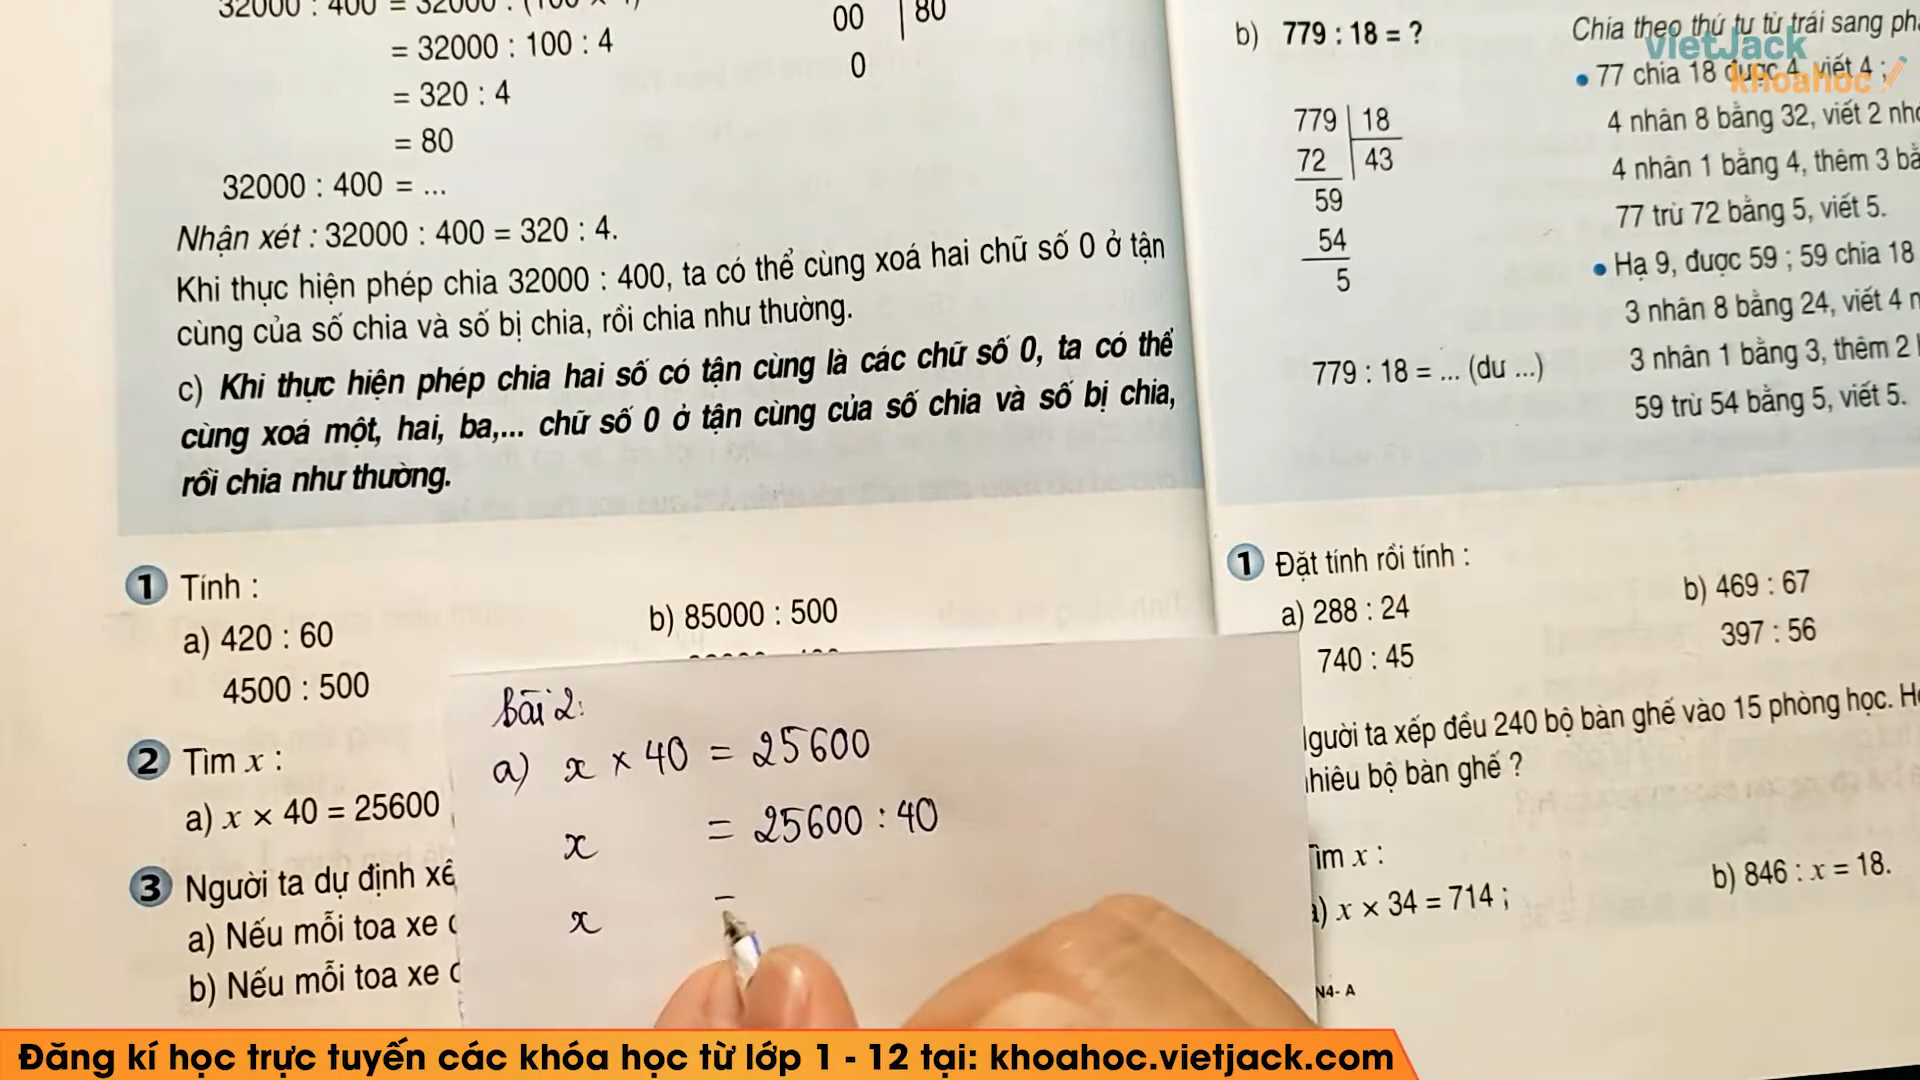 32000 : 400 = 32000 : (100 × 4)
= 32000 : 100 : 4
= 320 : 4
= 80
32000 : 400 = ...
00 80
0
Nhận xét : 32000 : 400 = 320 : 4.
Khi thực hiện phép chia 32000 : 400, ta có thể cùng xoá hai chữ số 0 ở tận
cùng của số chia và số bị chia, rồi chia như thường.
c) Khi thực hiện phép chia hai số có tận cùng là các chữ số 0, ta có thể
cùng xoá một, hai, ba,... chữ số 0 ở tận cùng của số chia và số bị chia,
rồi chia như thường.
1 Tính :
a) 420 : 60
b) 85000 : 500
4500 : 500
2 Tìm x :
a) x × 40 = 25600
3 Người ta dự định xê
a) Nếu mỗi toa xe
b) Nếu mỗi toa xe
Bài 2:
a) x × 40 = 25600
x = 25600 : 40
x =
b) 779 : 18 = ?
779 18
72 43
59
54
5
779 : 18 = ... (dư ...)
Chia theo thứ tự từ trái sang
vietJack
khoahoc
77 chia 18 được 4, viết 4 ;
4 nhân 8 bằng 32, viết 2
4 nhân 1 bằng 4, thêm 3
77 trừ 72 bằng 5, viết 5.
Hạ 9, được 59 ; 59 chia 18
3 nhân 8 bằng 24, viết 4
3 nhân 1 bằng 3, thêm 2
59 trừ 54 bằng 5, viết 5.
1 Đặt tính rồi tính :
a) 288 : 24
b) 469 : 67
740 : 45
397 : 56
gười ta xếp đều 240 bộ bàn ghế vào 15 phòng học.
hiêu bộ bàn ghế ?
ìm x :
a) x × 34 = 714 ;
b) 846 : x = 18.
N4- A
Đăng kí học trực tuyến các khóa học từ lớp 1 - 12 tại: khoahoc.vietjack.com